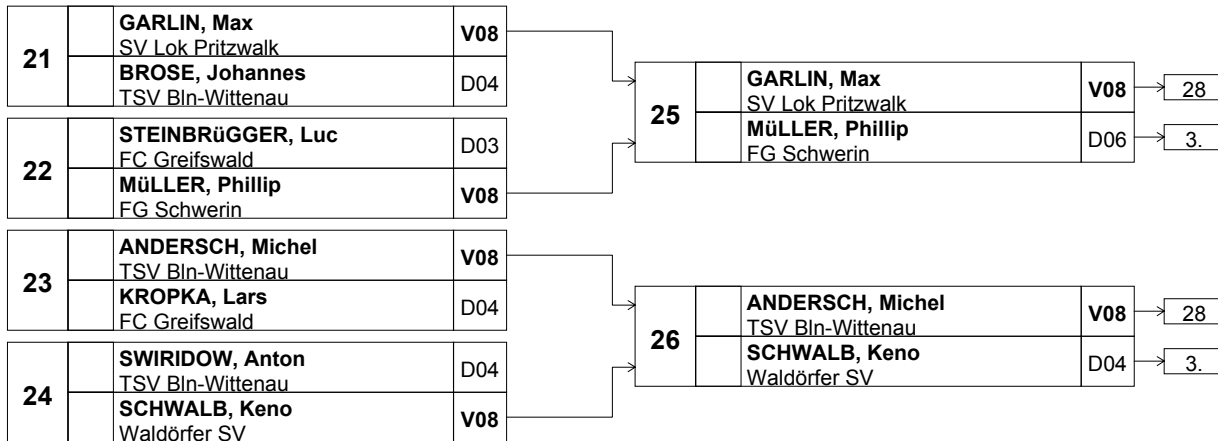 21
GARLIN, Max
SV Lok Pritzwalk
V08
BROSE, Johannes
TSV Bln-Wittenau
D04
22
STEINBRüGGER, Luc
FC Greifswald
D03
MüLLER, Phillip
FG Schwerin
V08
23
ANDERSCH, Michel
TSV Bln-Wittenau
V08
KROPKA, Lars
FC Greifswald
D04
24
SWIRIDOW, Anton
TSV Bln-Wittenau
D04
SCHWALB, Keno
Waldörfer SV
V08
25
GARLIN, Max
SV Lok Pritzwalk
V08
28
MüLLER, Phillip
FG Schwerin
D06
3.
26
ANDERSCH, Michel
TSV Bln-Wittenau
V08
28
SCHWALB, Keno
Waldörfer SV
D04
3.